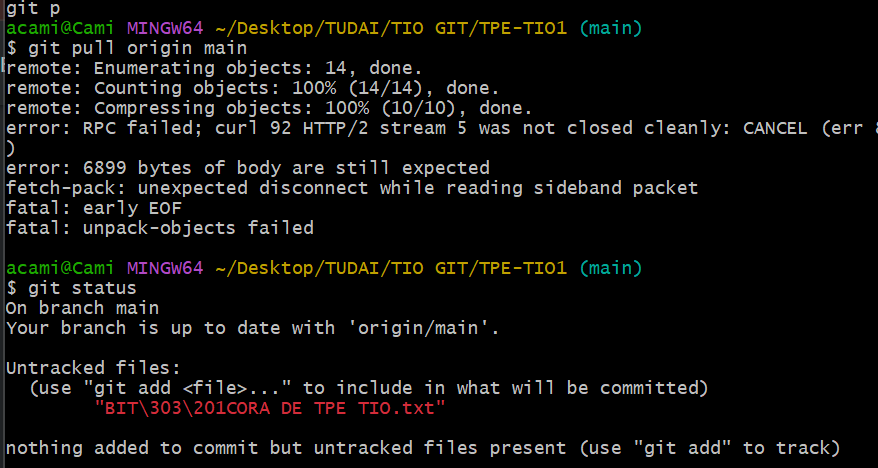 git p
acami@Cami MINGW64 ~/Desktop/TUDAI/TIO GIT/TPE-TIO1 (main)
$ git pull origin main
remote: Enumerating objects: 14, done.
remote: Counting objects: 100% (14/14), done.
remote: Compressing objects: 100% (10/10), done.
error: RPC failed; curl 92 HTTP/2 stream 5 was not closed cleanly: CANCEL (err
)
error: 6899 bytes of body are still expected
fetch-pack: unexpected disconnect while reading sideband packet
fatal: early EOF
fatal: unpack-objects failed
acami@Cami MINGW64 ~/Desktop/TUDAI/TIO GIT/TPE-TIO1 (main)
$ git status
On branch main
Your branch is up to date with 'origin/main'.
Untracked files:
(use "git add <file>..." to include in what will be committed)
"BIT\303\201CORA DE TPE TIO.txt"
nothing added to commit but untracked files present (use "git add" to track)